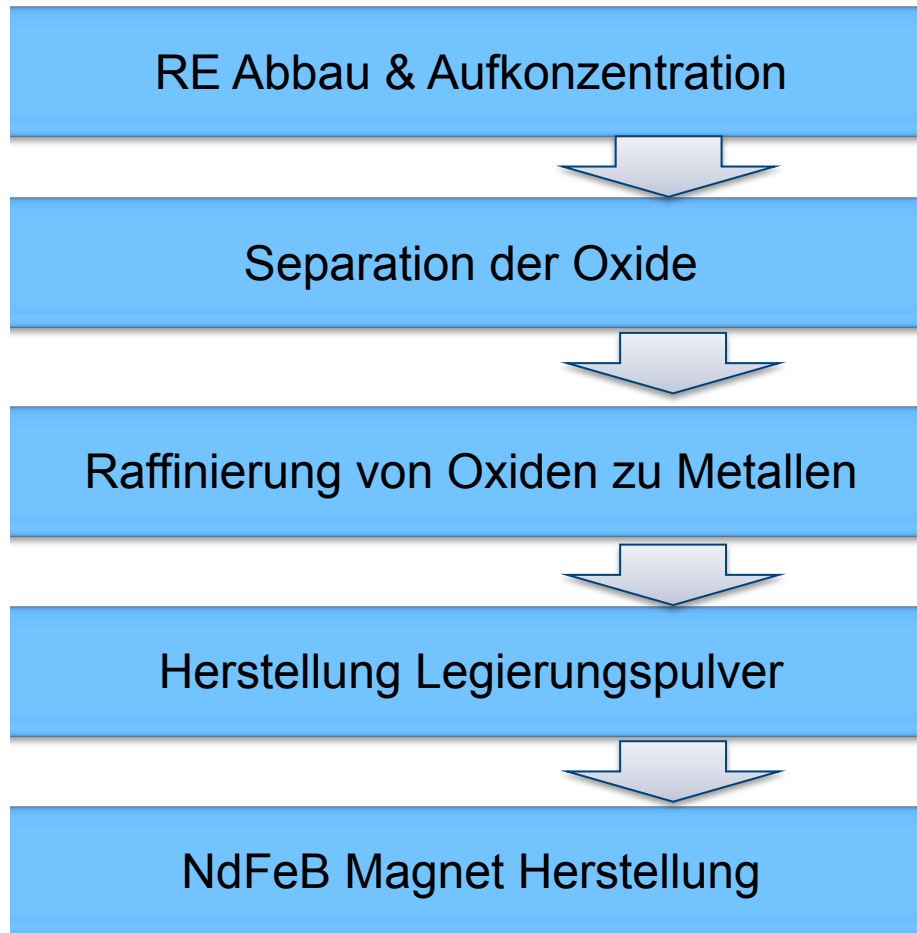 RE Abbau & Aufkonzentration
Separation der Oxide
Raffinierung von Oxiden zu Metallen
Herstellung Legierungspulver
NdFeB Magnet Herstellung